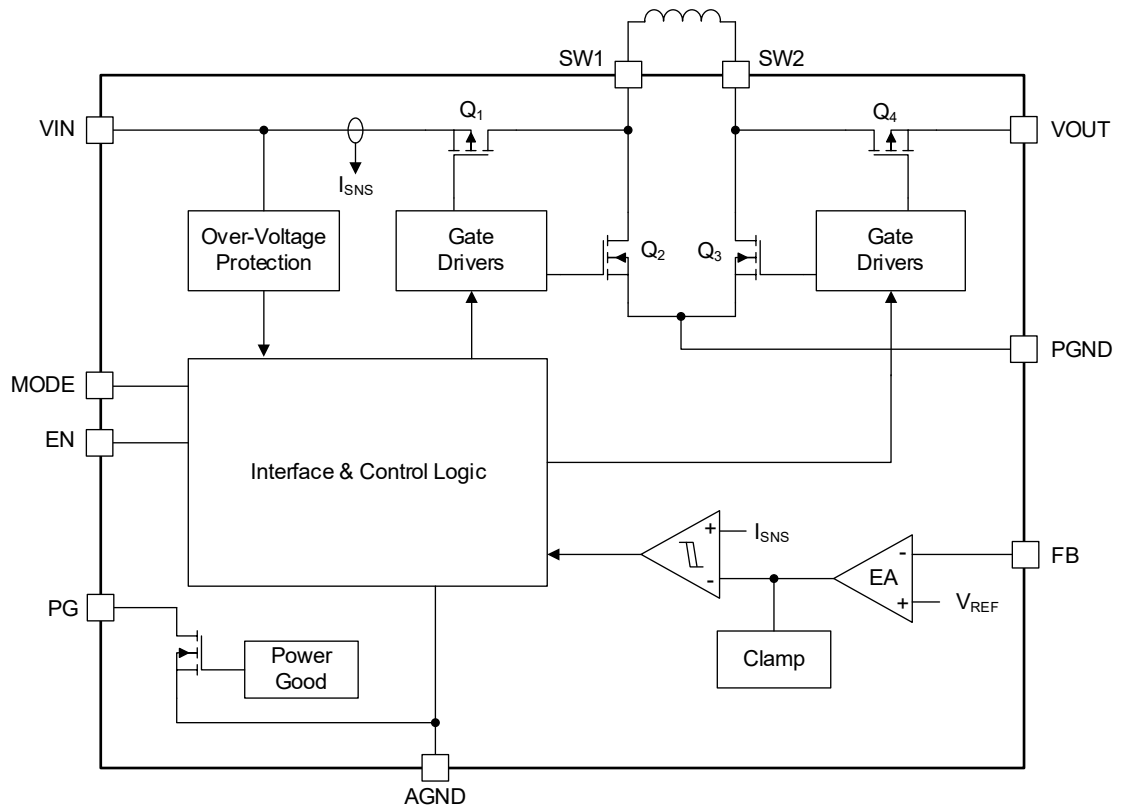 SW1
SW2
VIN
Q1
Q4
VOUT
ISNS
Over-Voltage
Protection
Gate
Drivers
Q2
Q3
Gate
Drivers
PGND
MODE
EN
Interface & Control Logic
+
ISNS
-
-
EA
+
FB
VREF
PG
Power
Good
Clamp
AGND